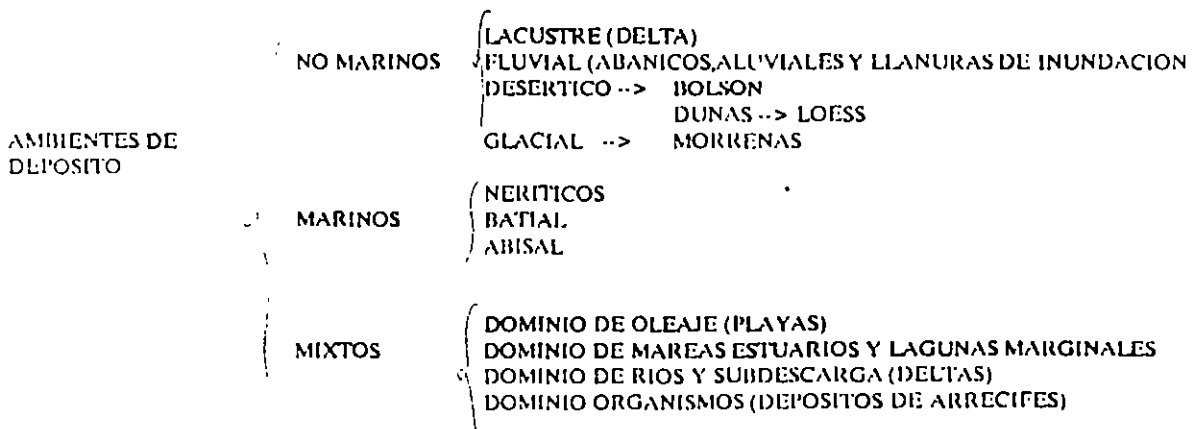 AMBIENTES DE
DEPOSITO
NO MARINOS
LACUSTRE (DELTA)
FLUVIAL (ABANICOS,ALUVIALES Y LLANURAS DE INUNDACION
DESERTICO --> BOLSON
DUNAS --> LOESS
GLACIAL --> MORRENAS
MARINOS
NERITICOS
BATIAL
ABISAL
MIXTOS
DOMINIO DE OLEAJE (PLAYAS)
DOMINIO DE MAREAS ESTUARIOS Y LAGUNAS MARGINALES
DOMINIO DE RIOS Y SUBDESCARGA (DELTAS)
DOMINIO ORGANISMOS (DEPOSITOS DE ARRECIFES)